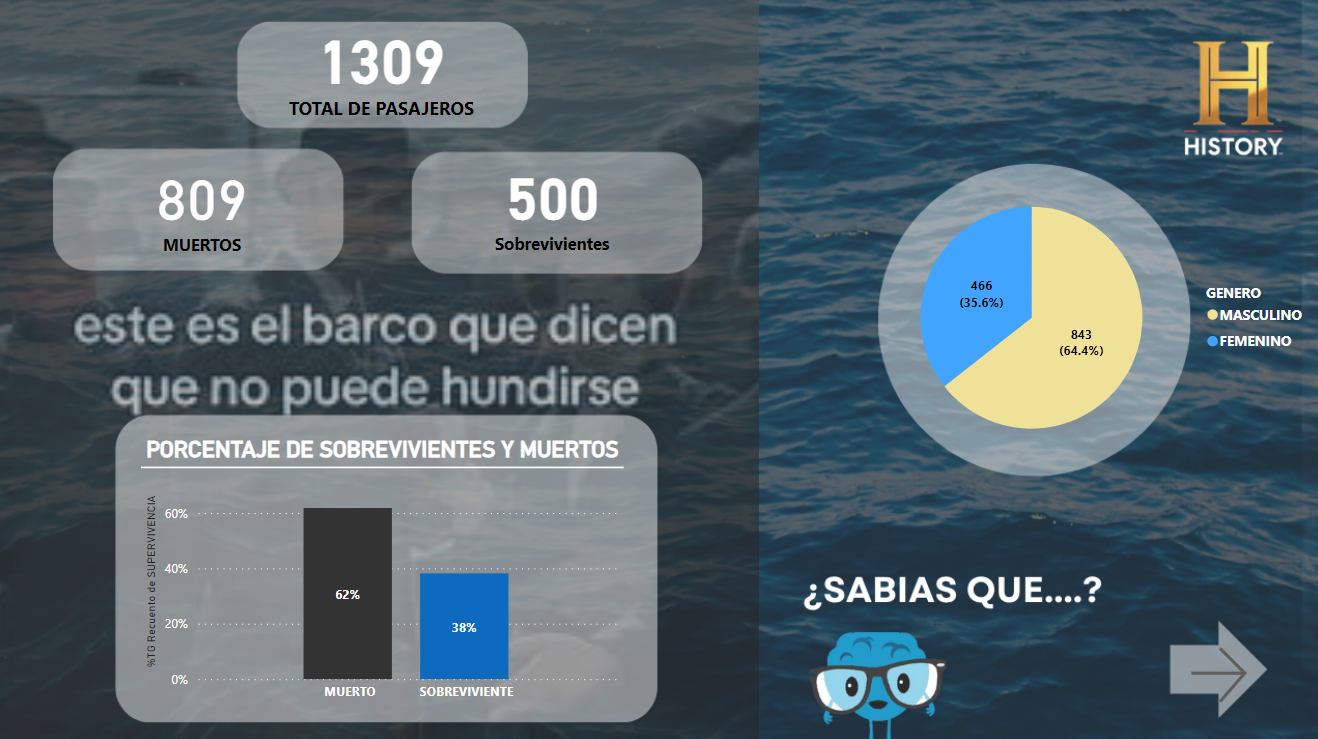 1309
TOTAL DE PASAJEROS
809
MUERTOS
500
Sobrevivientes
este es el barco que dicen
que no puede hundirse
PORCENTAJE DE SOBREVIVIENTES Y MUERTOS
%TG Recuento de SUPERVIVENCIA
60%
40%
20%
0%
62%
38%
MUERTO
SOBREVIVIENTE
H
HISTORY
466
(35.6%)
843
(64.4%)
GENERO
MASCULINO
FEMENINO
¿SABIAS QUE....?